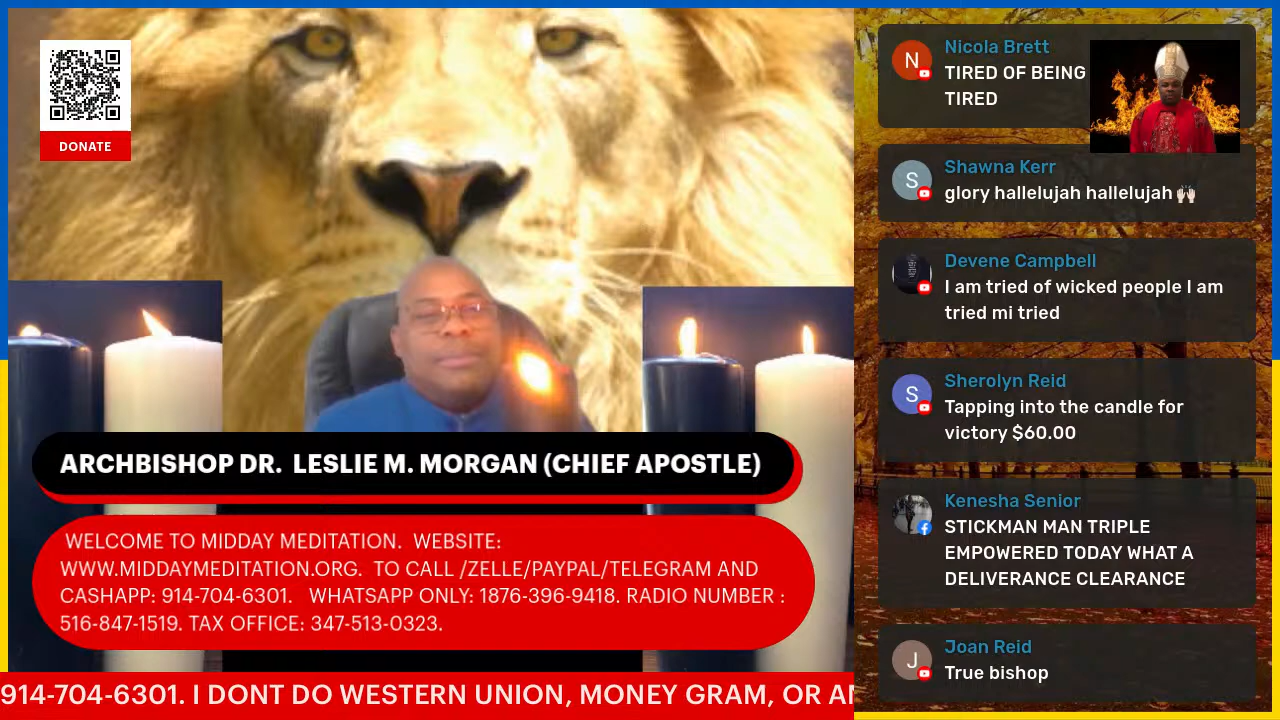 DONATE
ARCHBISHOP DR. LESLIE M. MORGAN (CHIEF APOSTLE)
WELCOME TO MIDDAY MEDITATION. WEBSITE:
WWW.MIDDAYMEDITATION.ORG. TO CALL /ZELLE/PAYPAL/TELEGRAM AND
CASHAPP: 914-704-6301. WHATSAPP ONLY: 1876-396-9418. RADIO NUMBER :
516-847-1519. TAX OFFICE: 347-513-0323.
914-704-6301. I DONT DO WESTERN UNION, MONEY GRAM, OR
N
Nicola Brett
TIRED OF BEING
TIRED
S
Shawna Kerr
glory hallelujah hallelujah 🙌🏻
Devene Campbell
I am tried of wicked people I am
tried mi tried
S
Sherolyn Reid
Tapping into the candle for
victory $60.00
Kenesha Senior
STICKMAN MAN TRIPLE
EMPOWERED TODAY WHAT A
DELIVERANCE CLEARANCE
J
Joan Reid
True bishop